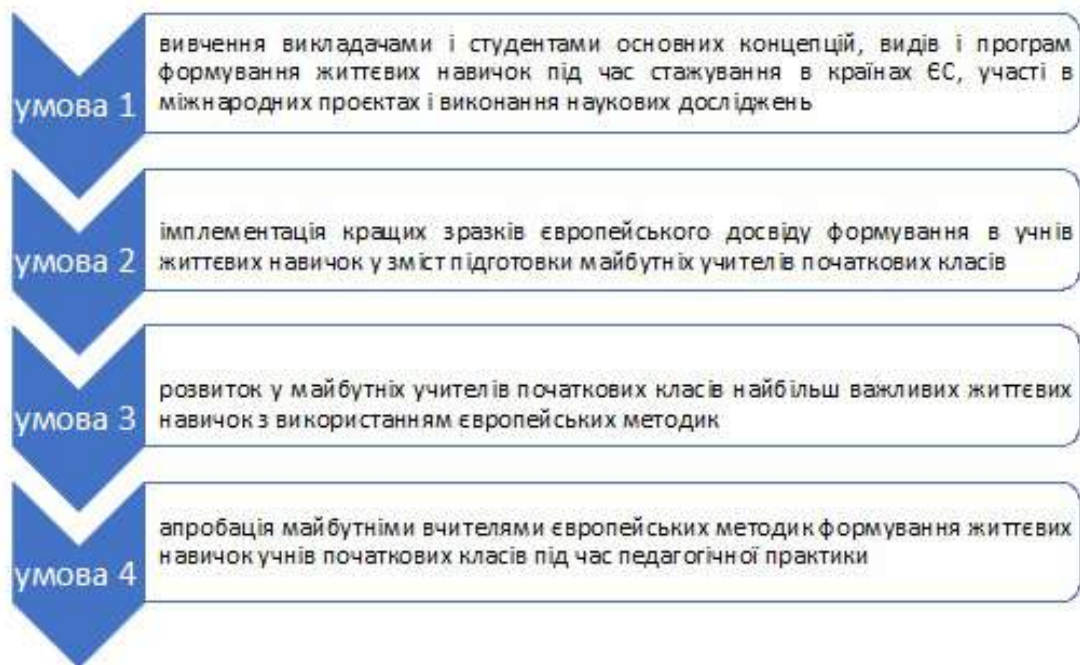 умова 1
вивчення викладачами і студентами основних концепцій, видів і програм
формування життєвих навичок під час стажування в країнах ЄС, участі в
міжнародних проєктах і виконання наукових досліджень
умова 2
імплементація кращих зразків європейського досвіду формування в учнів
життєвих навичок у зміст підготовки майбутніх учителів початкових класів
умова 3
розвиток у майбутніх учителів початкових класів найбільш важливих життєвих
навичок з використанням європейських методик
умова 4
апробація майбутніми вчителями європейських методик формування життєвих
навичок учнів початкових класів під час педагогічної практики